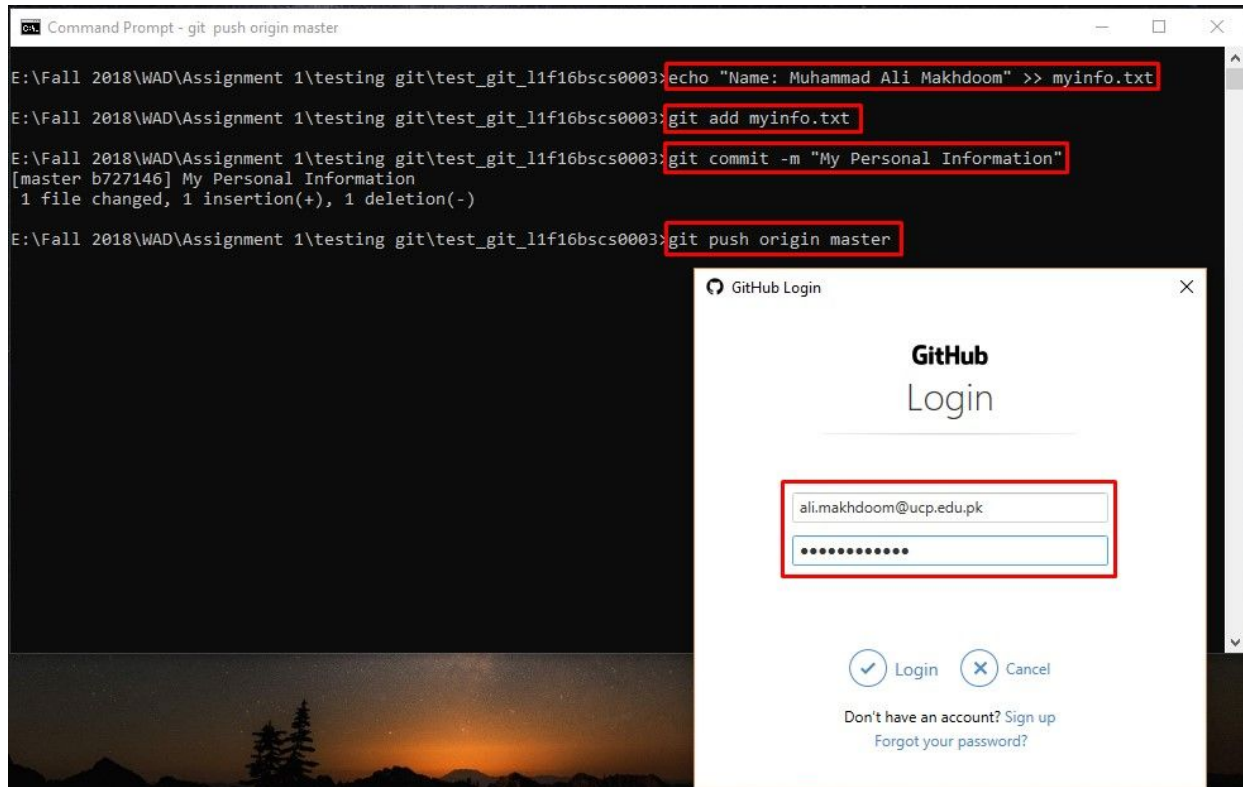 Command Prompt - git  push origin master
E:\Fall 2018\WAD\Assignment 1\testing git\test_git_l1f16bscs0003>echo "Name: Muhammad Ali Makhdoom" >> myinfo.txt
E:\Fall 2018\WAD\Assignment 1\testing git\test_git_l1f16bscs0003>git add myinfo.txt
E:\Fall 2018\WAD\Assignment 1\testing git\test_git_l1f16bscs0003>git commit -m "My Personal Information"
[master b727146] My Personal Information
 1 file changed, 1 insertion(+), 1 deletion(-)
E:\Fall 2018\WAD\Assignment 1\testing git\test_git_l1f16bscs0003>git push origin master
GitHub Login
GitHub
Login
ali.makhdoom@ucp.edu.pk
●●●●●●●●●●●●
Login Cancel
Don't have an account? Sign up
Forgot your password?